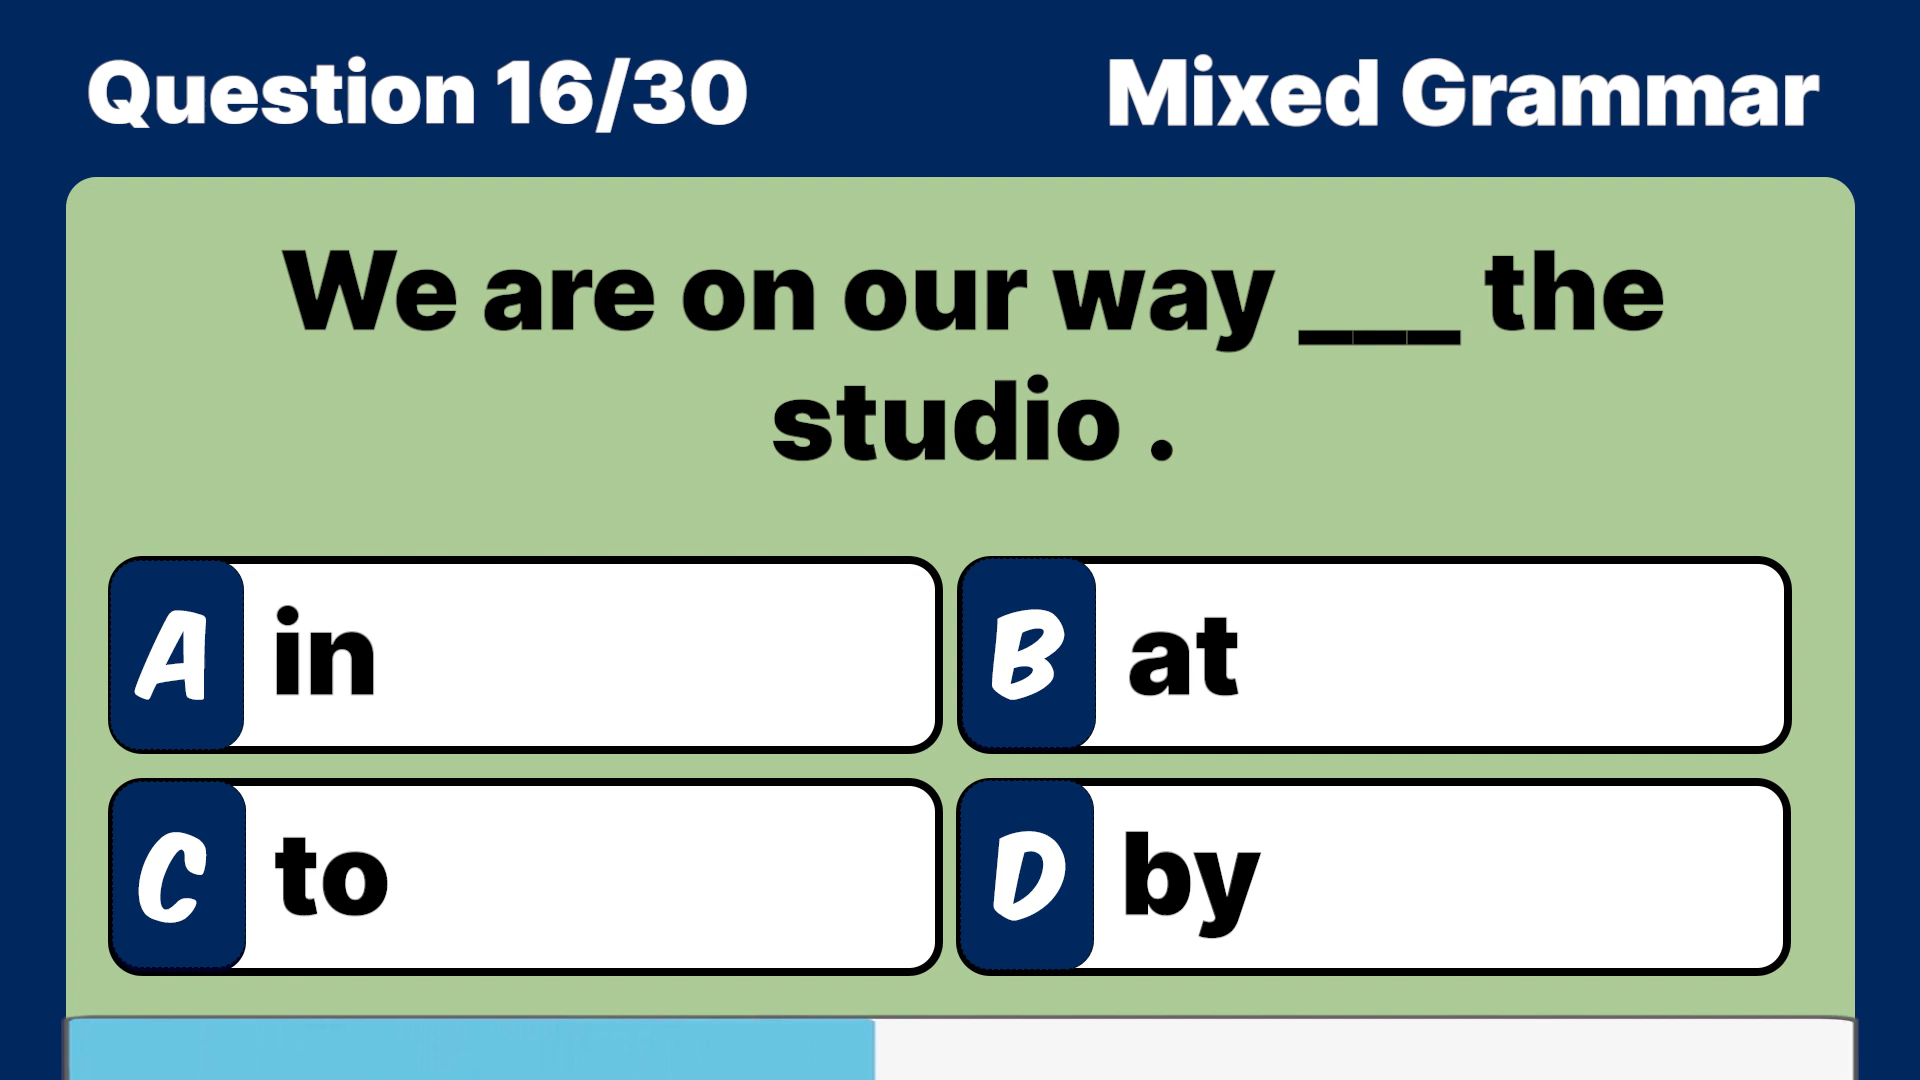 Question 16/30
Mixed Grammar
We are on our way ___ the
studio .
A in
B at
C to
D by